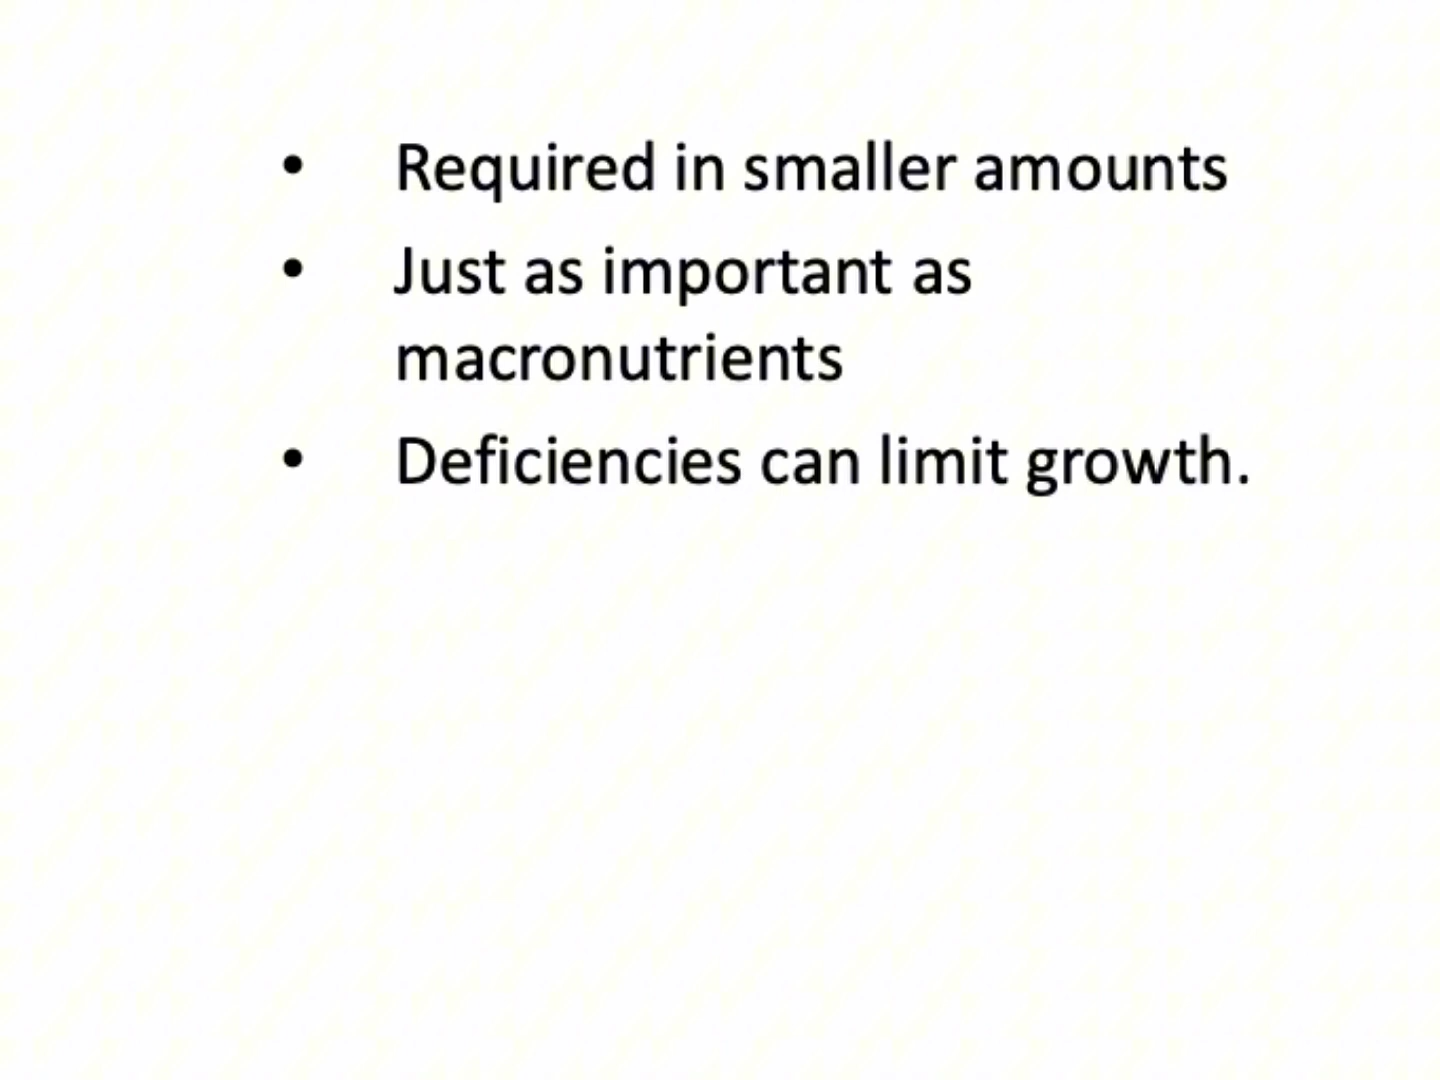 • Required in smaller amounts
• Just as important as
macronutrients
• Deficiencies can limit growth.